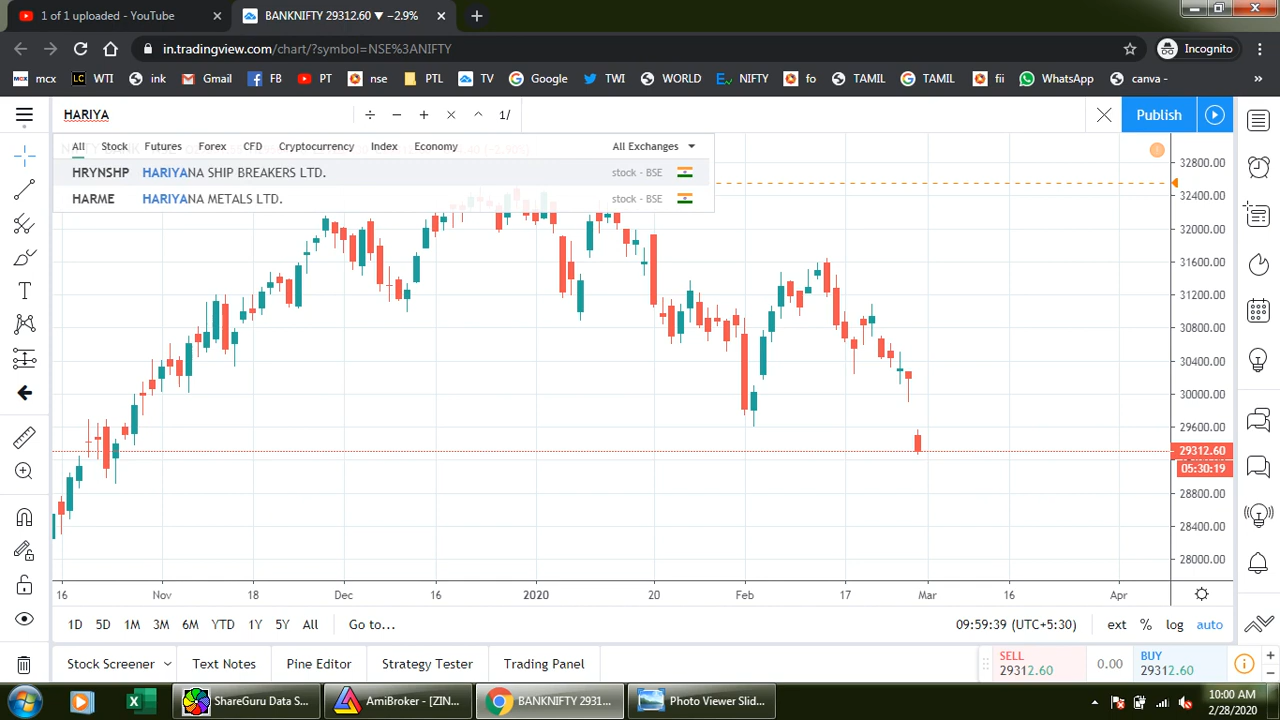 1 of 1 uploaded - YouTube
BANKNIFTY 29312.60 ▼ −2.9%
in.tradingview.com/chart/?symbol=NSE%3ANIFTY
Incognito
mcx WTI ink Gmail FB PT nse PTL TV Google TWI WORLD NIFTY fo TAMIL TAMIL fii WhatsApp canva - »
HARIYA
÷ − + × ^ 1/
Publish
All Stock Futures Forex CFD Cryptocurrency Index Economy All Exchanges
HRYNSHP HARIYANA SHIP BREAKERS LTD. stock - BSE
HARME HARIYANA METALS LTD. stock - BSE
32800.00
32400.00
32000.00
31600.00
31200.00
30800.00
30400.00
30000.00
29600.00
29312.60
05:30:19
28800.00
28400.00
28000.00
16 Nov 18 Dec 16 2020 20 Feb 17 Mar 16 Apr
1D 5D 1M 3M 6M YTD 1Y 5Y All Go to...
09:59:39 (UTC+5:30) ext % log auto
Stock Screener Text Notes Pine Editor Strategy Tester Trading Panel
SELL
29312.60
0.00
BUY
29312.60
ShareGuru Data S...
AmiBroker - [ZIN...
BANKNIFTY 2931...
Photo Viewer Slid...
10:00 AM
2/28/2020